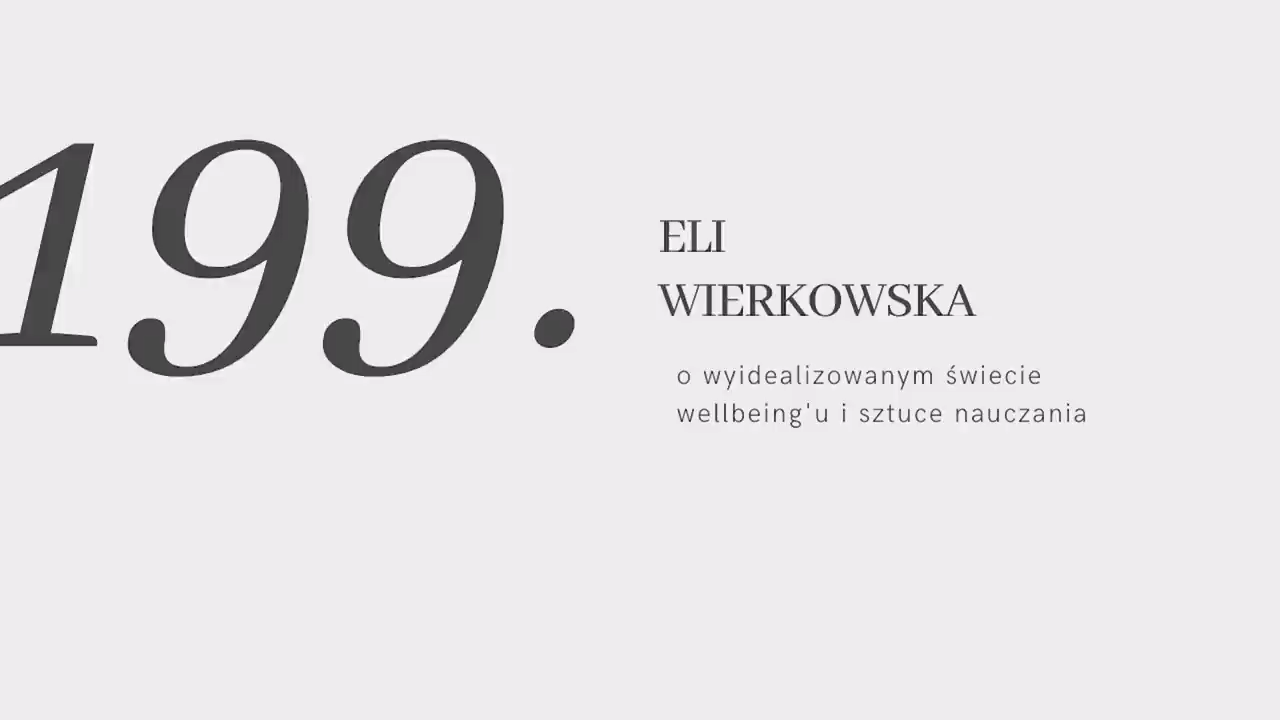 199.
ELI
WIERKOWSKA
o wyidealizowanym świecie
wellbeing'u i sztuce nauczania